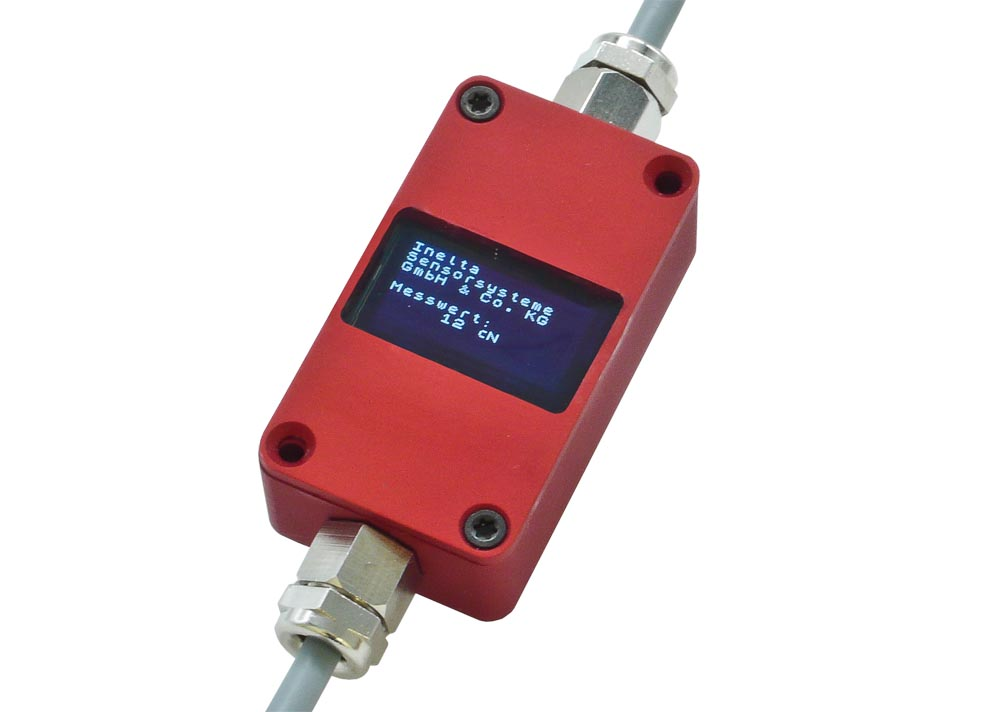 Inelta
Sensorsysteme
GmbH & Co. KG
Messwert:
12 cN